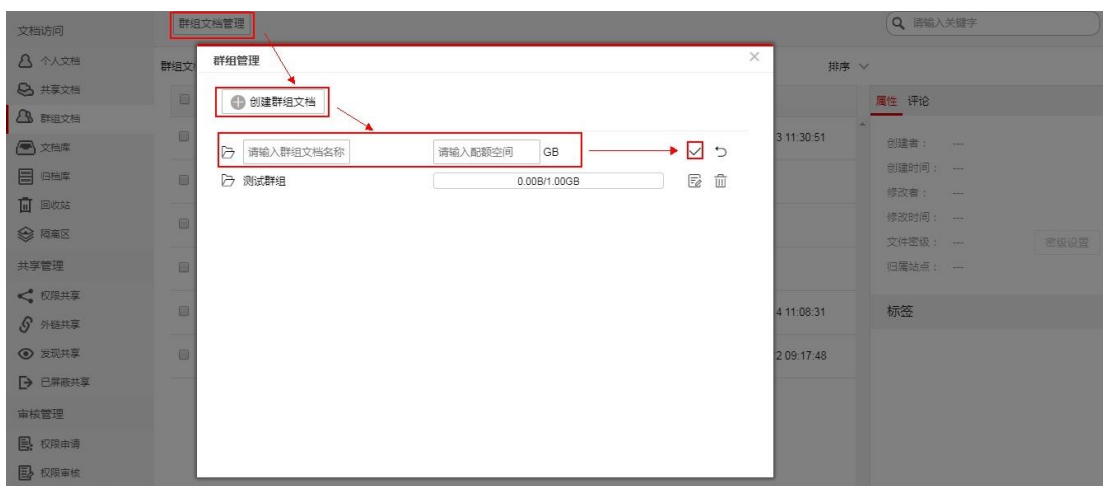 文档访问
个人文档
共享文档
群组文档
文档库
归档库
回收站
隔离区
共享管理
权限共享
外链共享
发现共享
已屏蔽共享
审核管理
权限申请
权限审核
群组文档管理
请输入关键字
群组文
排序
群组管理
创建群组文档
请输入群组文档名称 请输入配额空间 GB
测试群组 0.00B/1.00GB
3 11:30:51
4 11:08:31
2 09:17:48
属性 评论
创建者： ---
创建时间： ---
修改者： ---
修改时间： ---
文件密级： --- 密级设置
归属站点： ---
标签